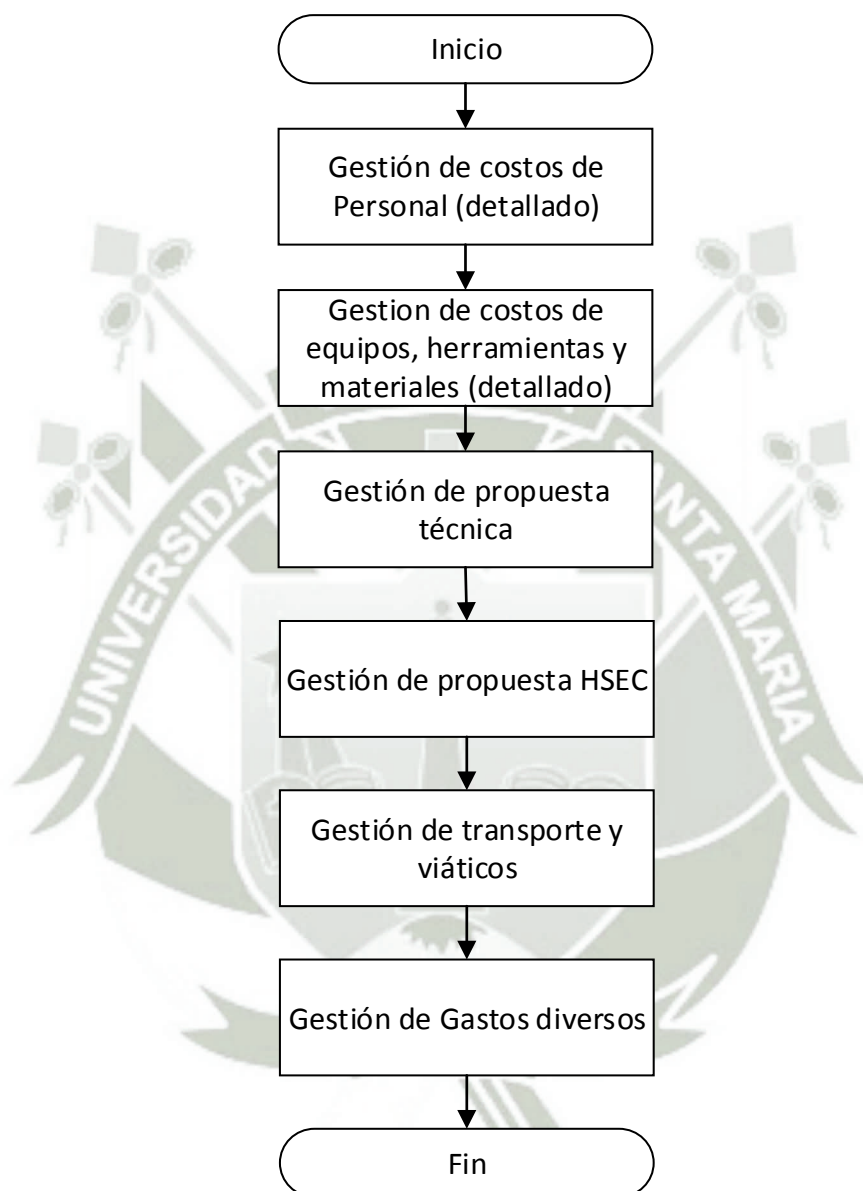 Inicio
Gestión de costos de
Personal (detallado)
Gestion de costos de
equipos, herramientas y
materiales (detallado)
Gestión de propuesta
técnica
UNIVERSIDAD
SANTA MARIA
Gestión de propuesta HSEC
Gestión de transporte y
viáticos
Gestión de Gastos diversos
Fin